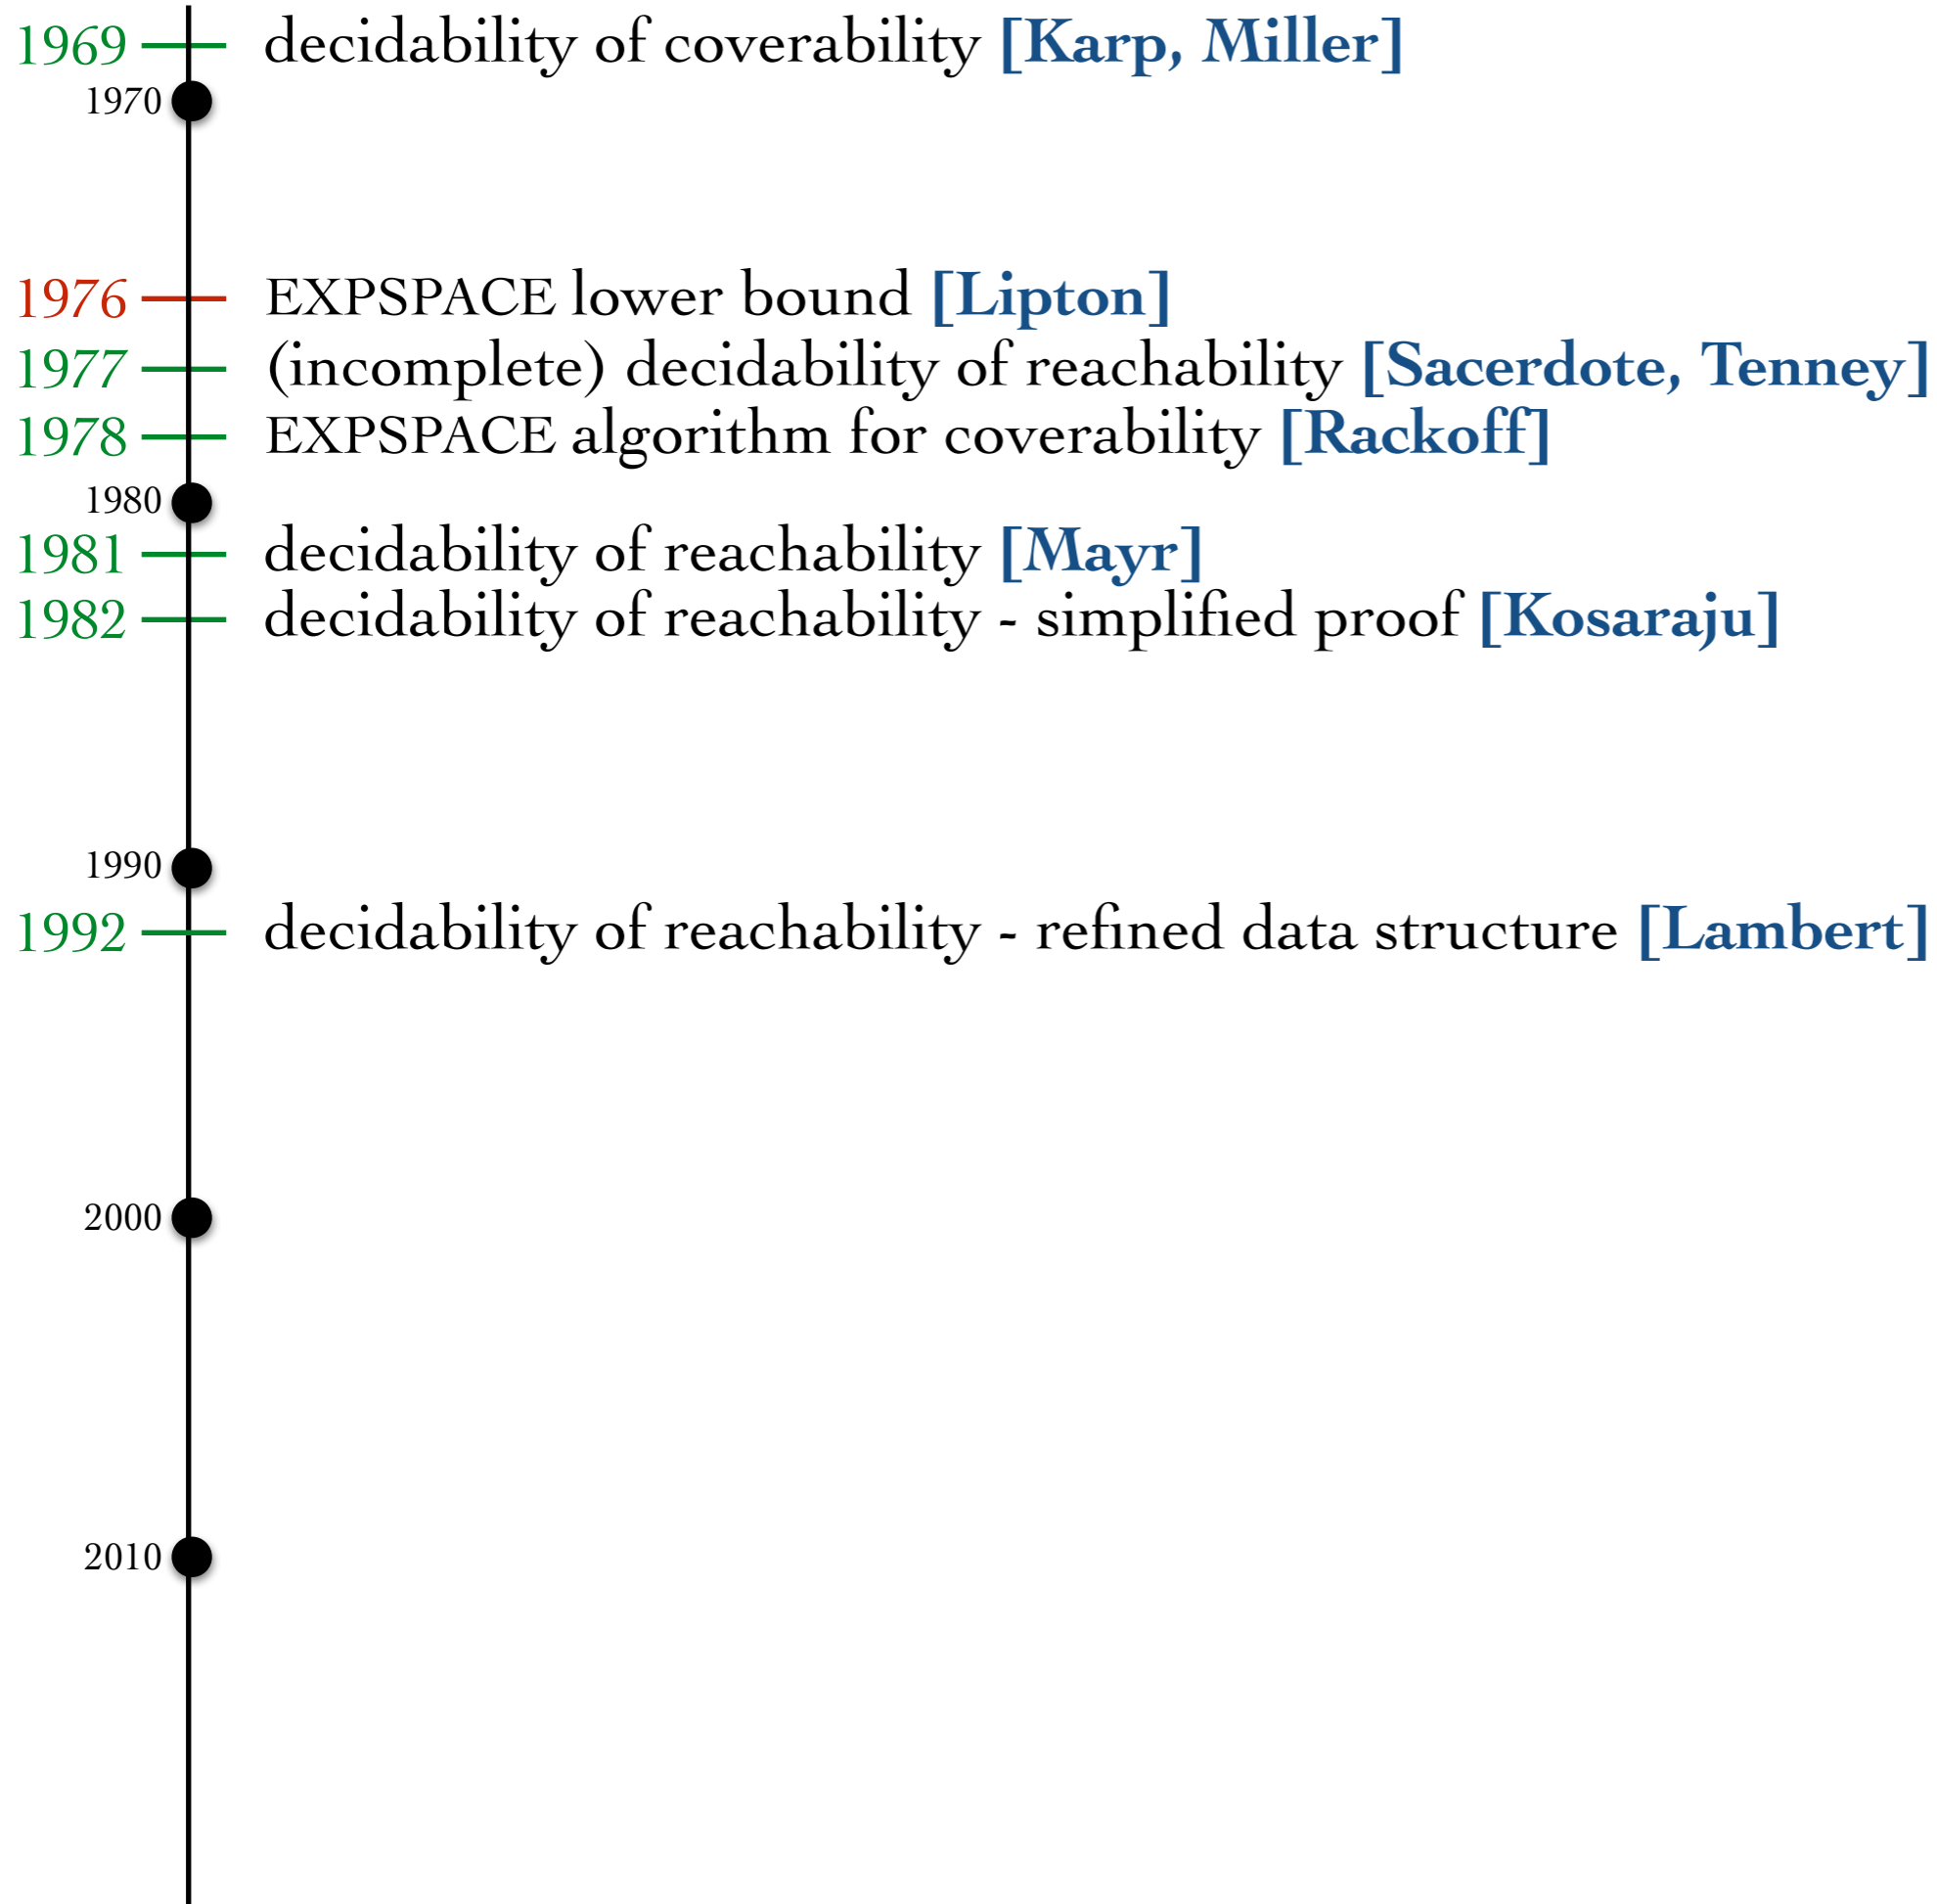 1969 decidability of coverability [Karp, Miller]
1970
1976 EXPSPACE lower bound [Lipton]
1977 (incomplete) decidability of reachability [Sacerdote, Tenney]
1978 EXPSPACE algorithm for coverability [Rackoff]
1980
1981 decidability of reachability [Mayr]
1982 decidability of reachability - simplified proof [Kosaraju]
1990
1992 decidability of reachability - refined data structure [Lambert]
2000
2010